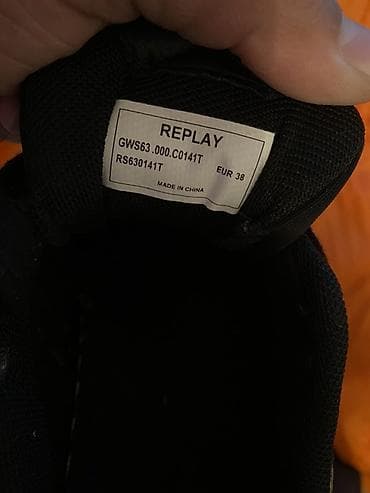 REPLAY
GWS63 .000.C0141T
RS630141T EUR 38
MADE IN CHINA